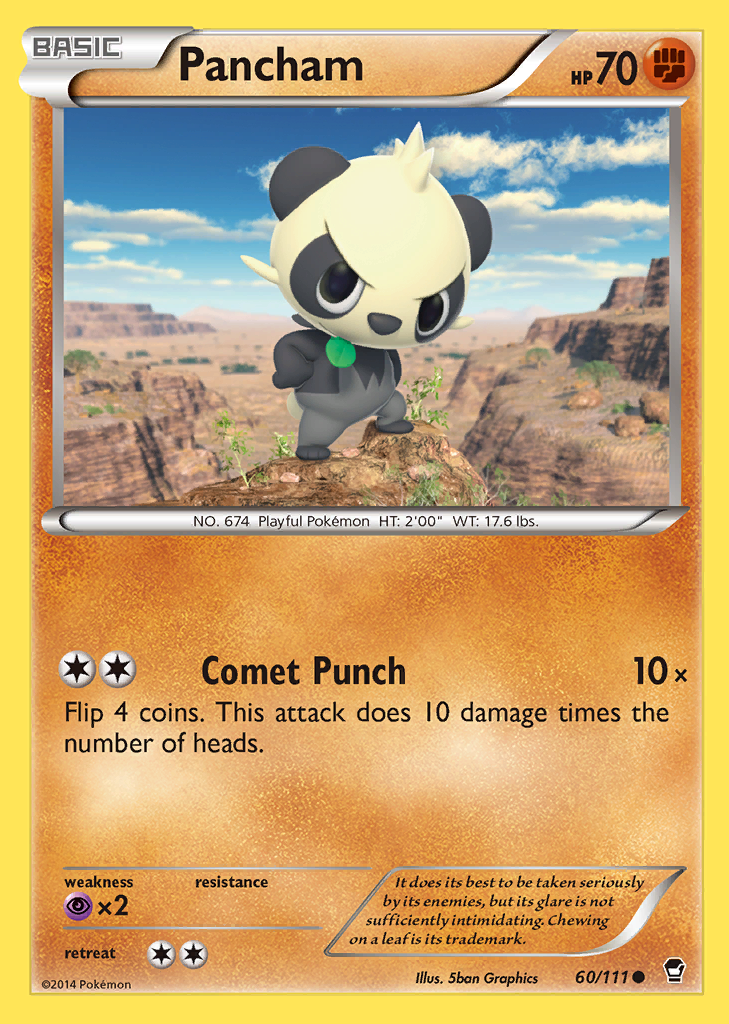 BASIC
Pancham
HP 70
NO. 674 Playful Pokémon HT: 2'00" WT: 17.6 lbs.
Comet Punch 10×
Flip 4 coins. This attack does 10 damage times the
number of heads.
weakness resistance
×2
retreat
It does its best to be taken seriously
by its enemies, but its glare is not
sufficiently intimidating. Chewing
on a leaf is its trademark.
Illus. 5ban Graphics 60/111
©2014 Pokémon